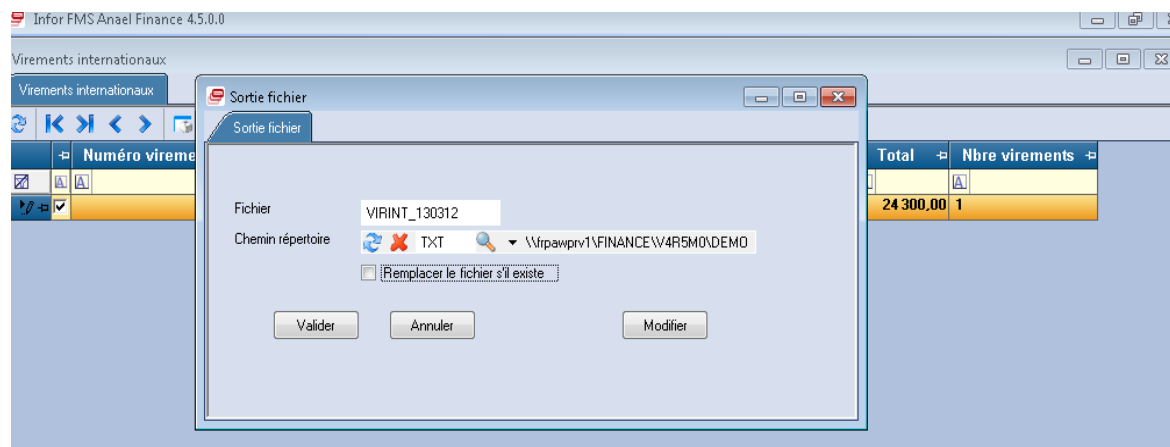 Infor FMS Anael Finance 4.5.0.0
Virements internationaux
Virements internationaux
Sortie fichier
Sortie fichier
Numéro vireme
Total
Nbre virements
A A A
24 300,00 1
Fichier VIRINT_130312
Chemin répertoire TXT \\frpawprv1\FINANCE\V4R5M0\DEMO
Remplacer le fichier s'il existe
Valider Annuler Modifier